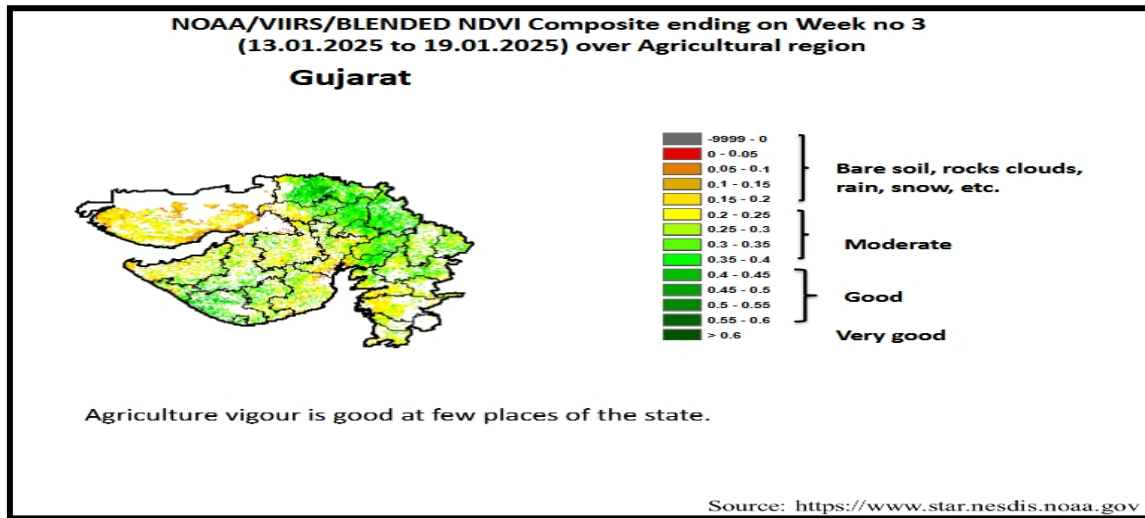 NOAA/VIIRS/BLENDED NDVI Composite ending on Week no 3
(13.01.2025 to 19.01.2025) over Agricultural region
Gujarat
-9999 - 0
0 - 0.05
0.05 - 0.1
0.1 - 0.15
0.15 - 0.2
0.2 - 0.25
0.25 - 0.3
0.3 - 0.35
0.35 - 0.4
0.4 - 0.45
0.45 - 0.5
0.5 - 0.55
0.55 - 0.6
> 0.6
Bare soil, rocks clouds,
rain, snow, etc.
Moderate
Good
Very good
Agriculture vigour is good at few places of the state.
Source: https://www.star.nesdis.noaa.gov